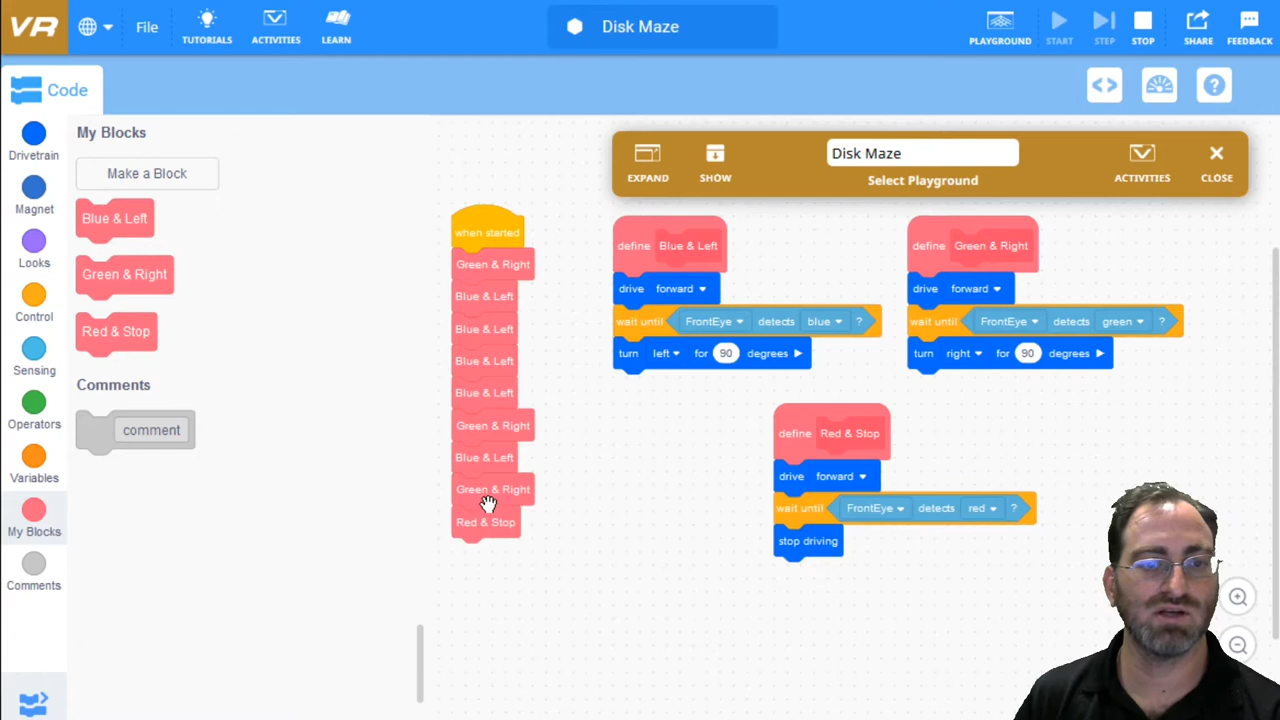 VR
File
TUTORIALS
ACTIVITIES
LEARN
Disk Maze
PLAYGROUND
START
STEP
STOP
SHARE
FEEDBACK
Code
Drivetrain
Magnet
Looks
Control
Sensing
Operators
Variables
My Blocks
Comments
My Blocks
Make a Block
Blue & Left
Green & Right
Red & Stop
Comments
comment
EXPAND
SHOW
Disk Maze
Select Playground
ACTIVITIES
CLOSE
when started
Green & Right
Blue & Left
Blue & Left
Blue & Left
Blue & Left
Green & Right
Blue & Left
Green & Right
Red & Stop
define Blue & Left
drive forward
wait until FrontEye detects blue ?
turn left for 90 degrees
define Green & Right
drive forward
wait until FrontEye detects green ?
turn right for 90 degrees
define Red & Stop
drive forward
wait until FrontEye detects red ?
stop driving